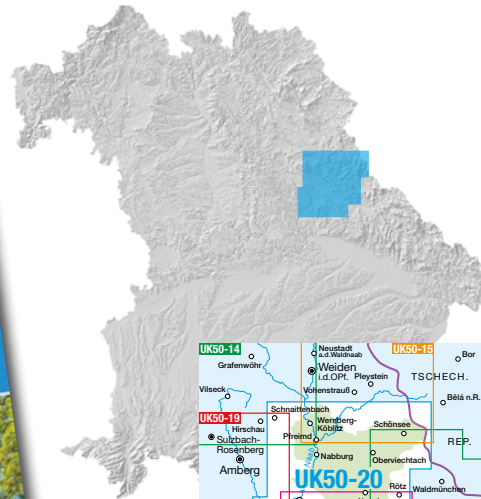 UK50-14
Neustadt
a.d.Waldnaab
UK50-15
Bor
Grafenwöhr
Weiden
i.d.OPf.
Pleystein
TSCHECH.
Vilseck
Vohenstrauß
Bělá n.R.
UK50-19
Schnaittenbach
Wernberg-
Köblitz
Schönsee
Hirschau
Sulzbach-
Rosenberg
Pfreimd
REP.
Amberg
Naab
Nabburg
Oberviechtach
UK50-20
Waldmünchen
Rötz